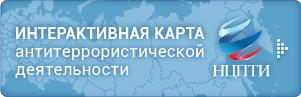 ИНТЕРАКТИВНАЯ КАРТА
антитеррористической
деятельности
НЦПТИ